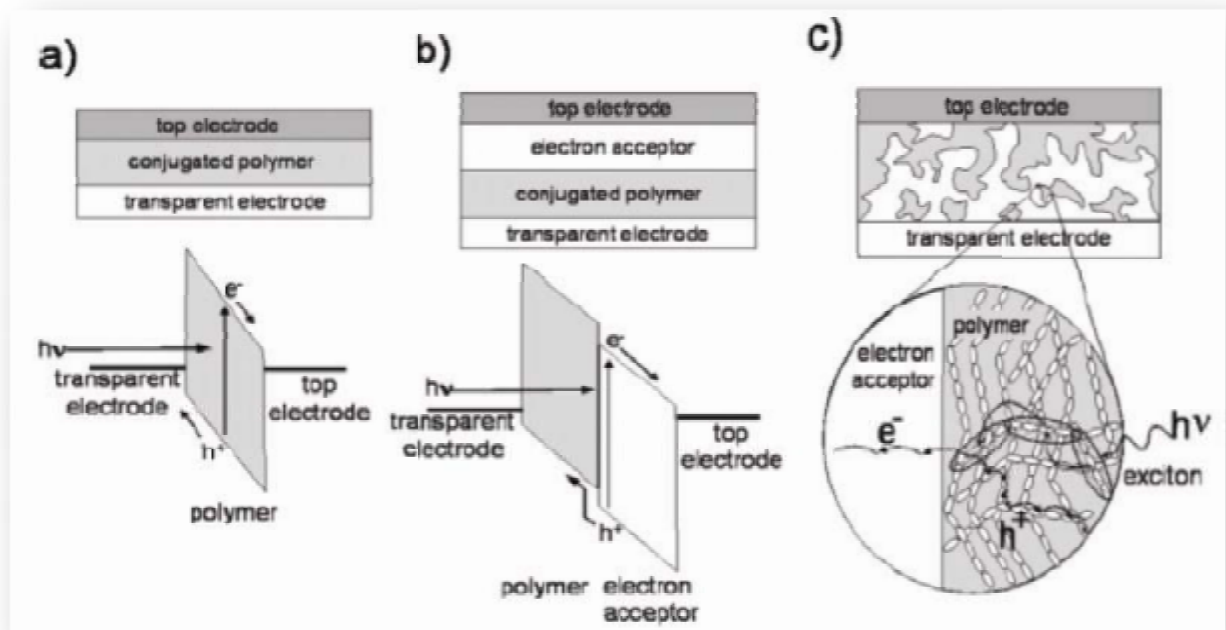 a)
top electrode
conjugated polymer
transparent electrode
e-
hν
transparent
electrode
top
electrode
h+
polymer
b)
top electrode
electron acceptor
conjugated polymer
transparent electrode
e-
hν
transparent
electrode
top
electrode
h+
polymer electron
acceptor
c)
top electrode
transparent electrode
polymer
electron
acceptor
e-
hν
exciton
h+